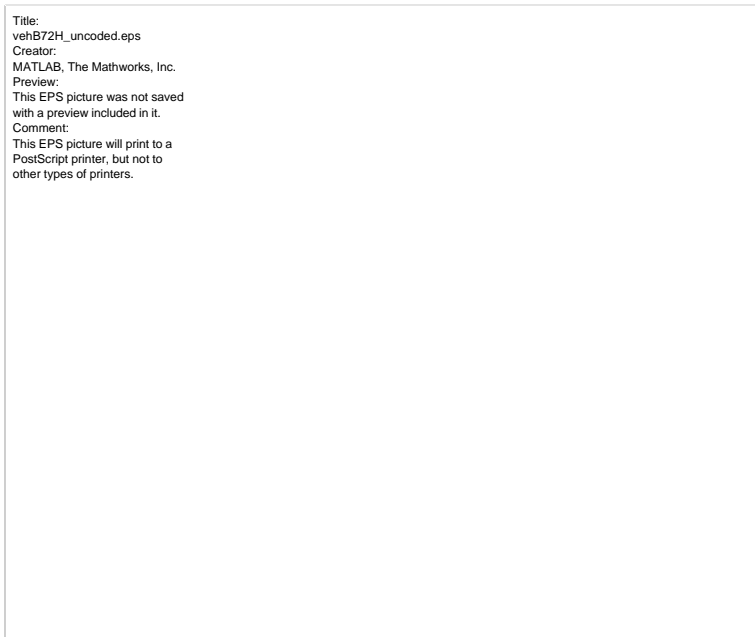 Title:
vehB72H_uncoded.eps
Creator:
MATLAB, The Mathworks, Inc.
Preview:
This EPS picture was not saved
with a preview included in it.
Comment:
This EPS picture will print to a
PostScript printer, but not to
other types of printers.